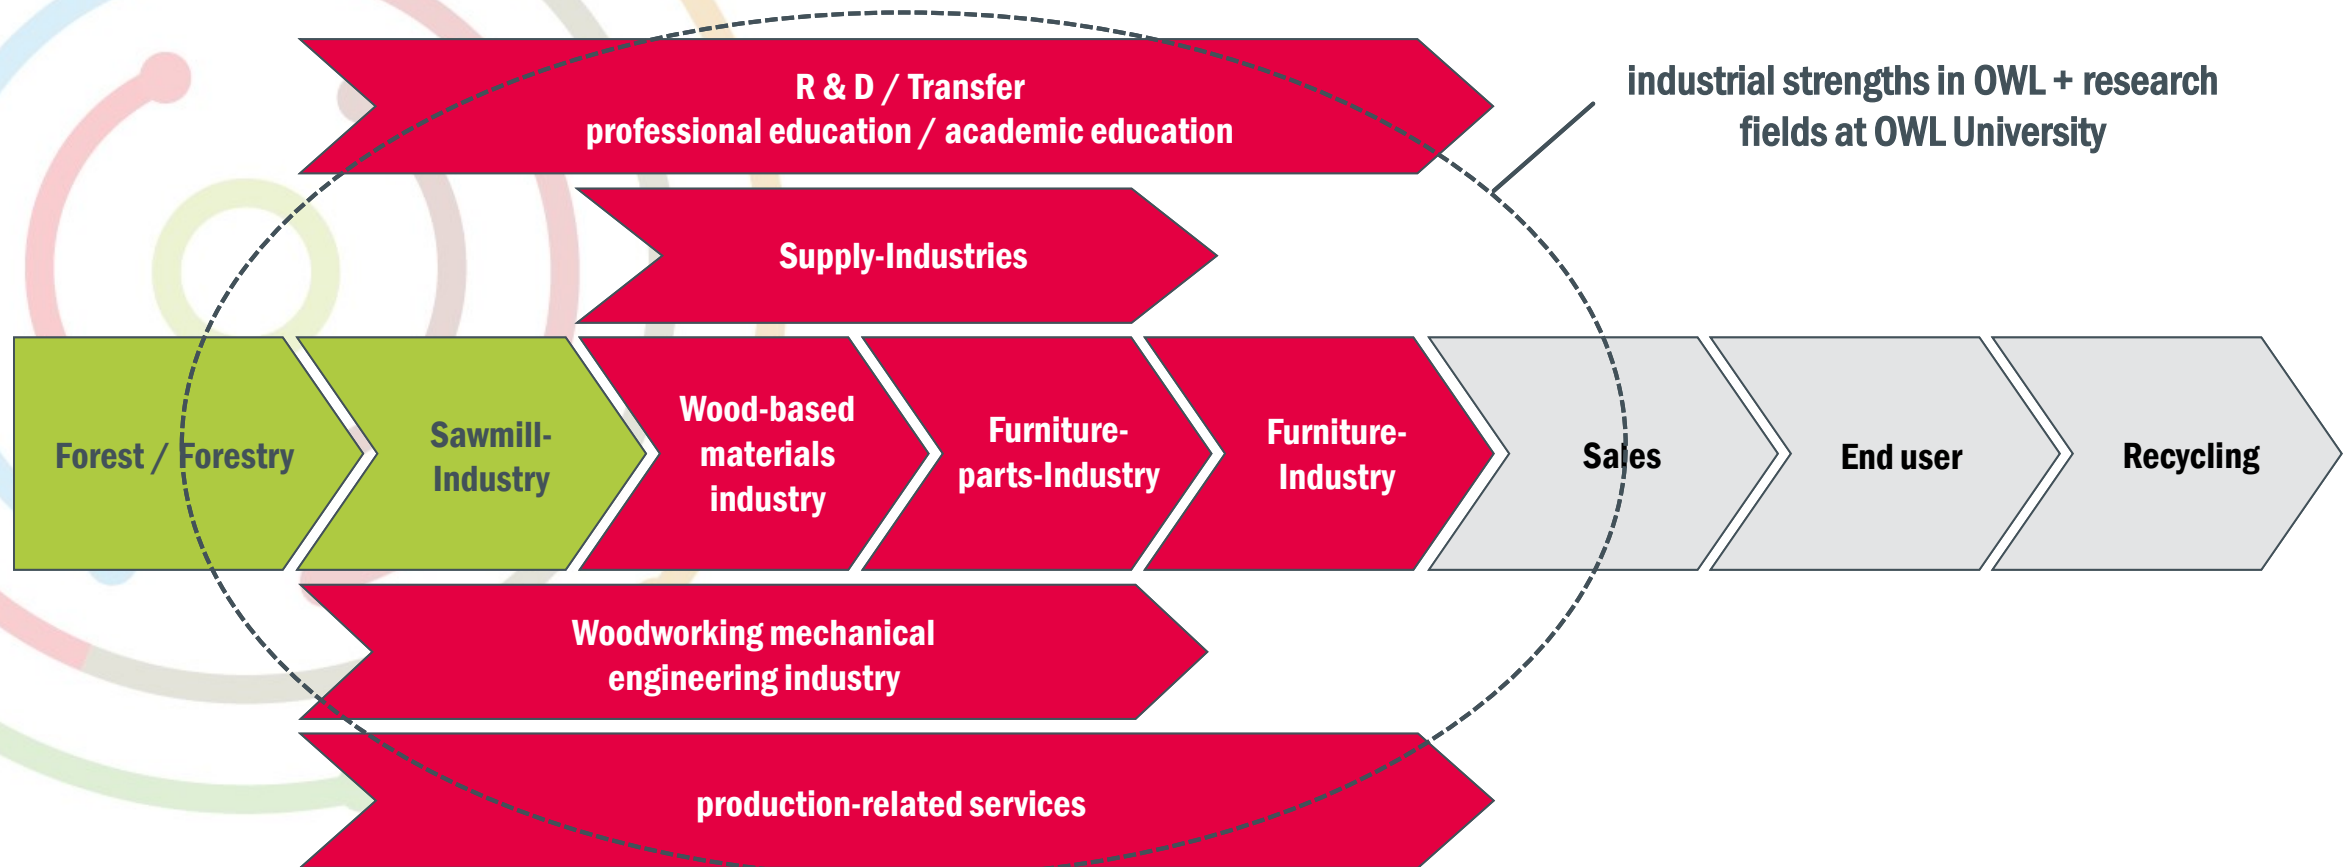 R & D / Transfer
professional education / academic education
industrial strengths in OWL + research
fields at OWL University
Supply-Industries
Forest / Forestry
Sawmill-
Industry
Wood-based
materials
industry
Furniture-
parts-Industry
Furniture-
Industry
Sales
End user
Recycling
Woodworking mechanical
engineering industry
production-related services